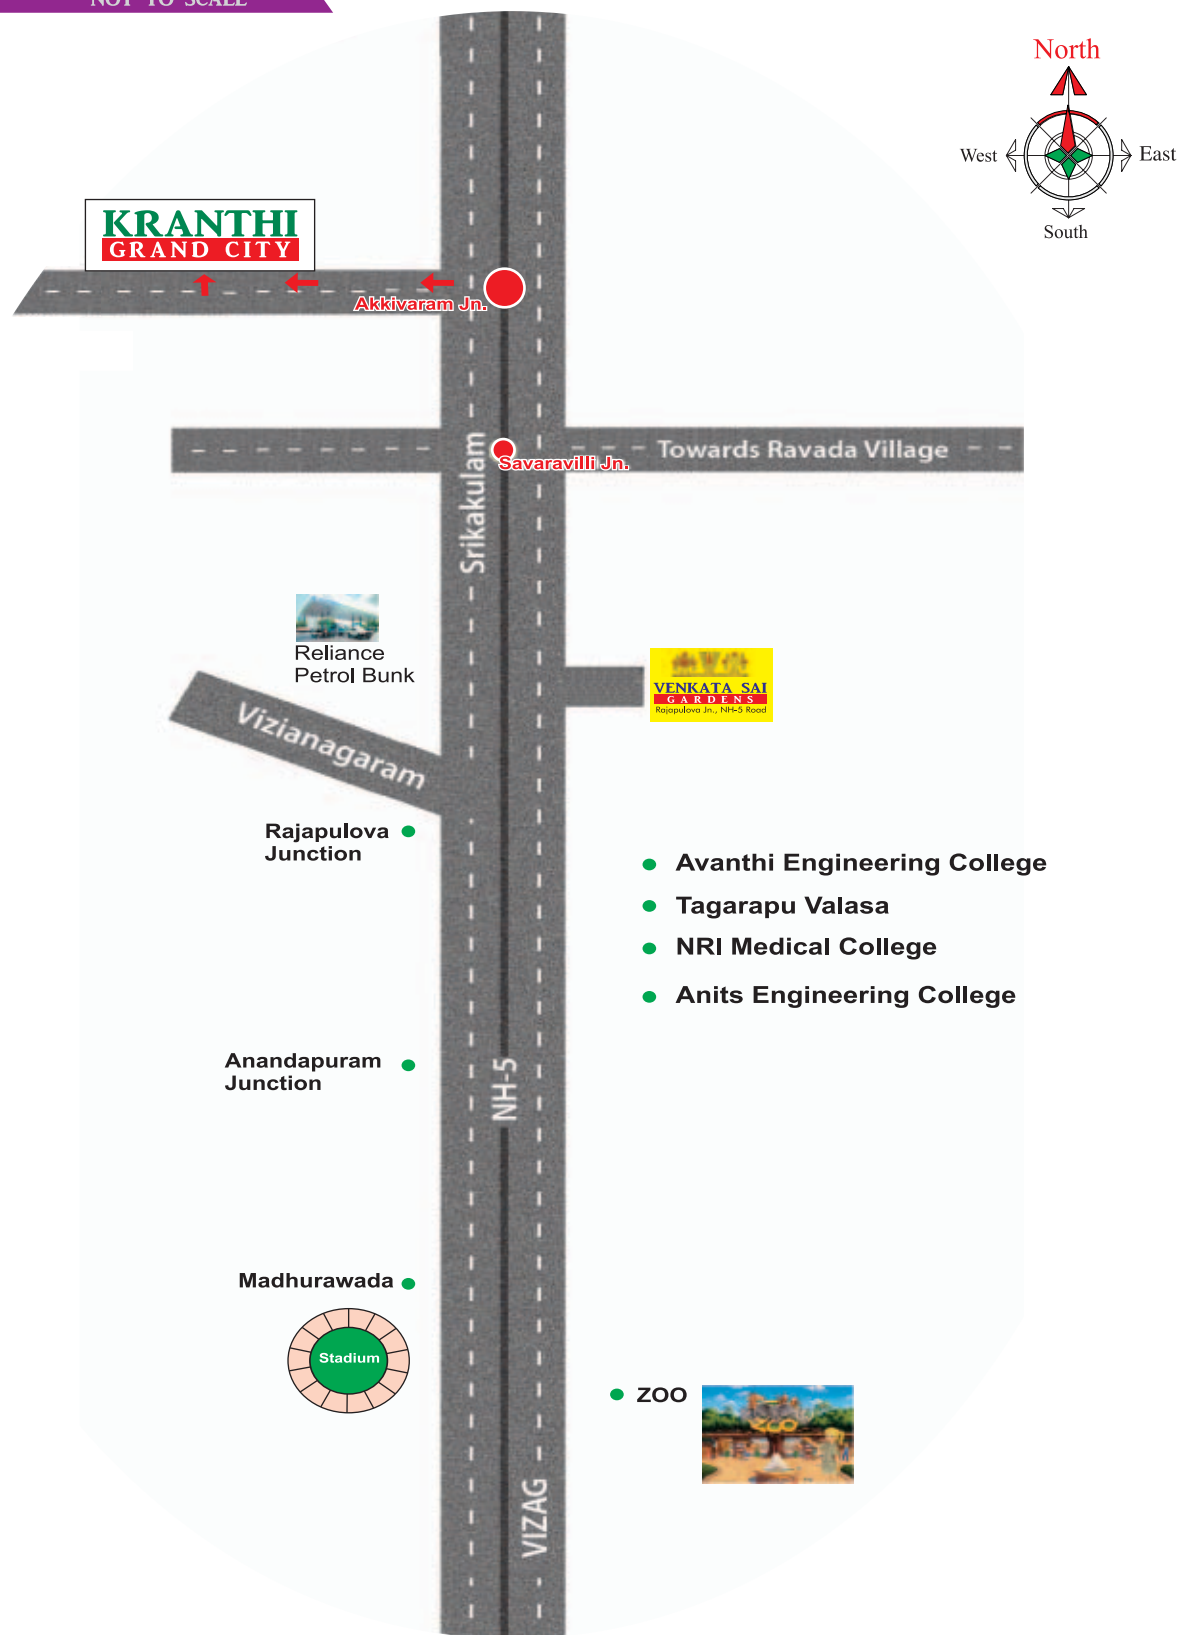 NOT TO SCALE
North
West
East
South
KRANTHI
GRAND CITY
Akkivaram Jn.
Srikakulam
Savaravilli Jn.
Towards Ravada Village
Reliance
Petrol Bunk
VENKATA SAI
GARDENS
Rajapulova Jn., NH-5 Road
Vizianagaram
Rajapulova
Junction
Avanthi Engineering College
Tagarapu Valasa
NRI Medical College
Anits Engineering College
Anandapuram
Junction
NH-5
Madhurawada
Stadium
ZOO
ZOO
VIZAG